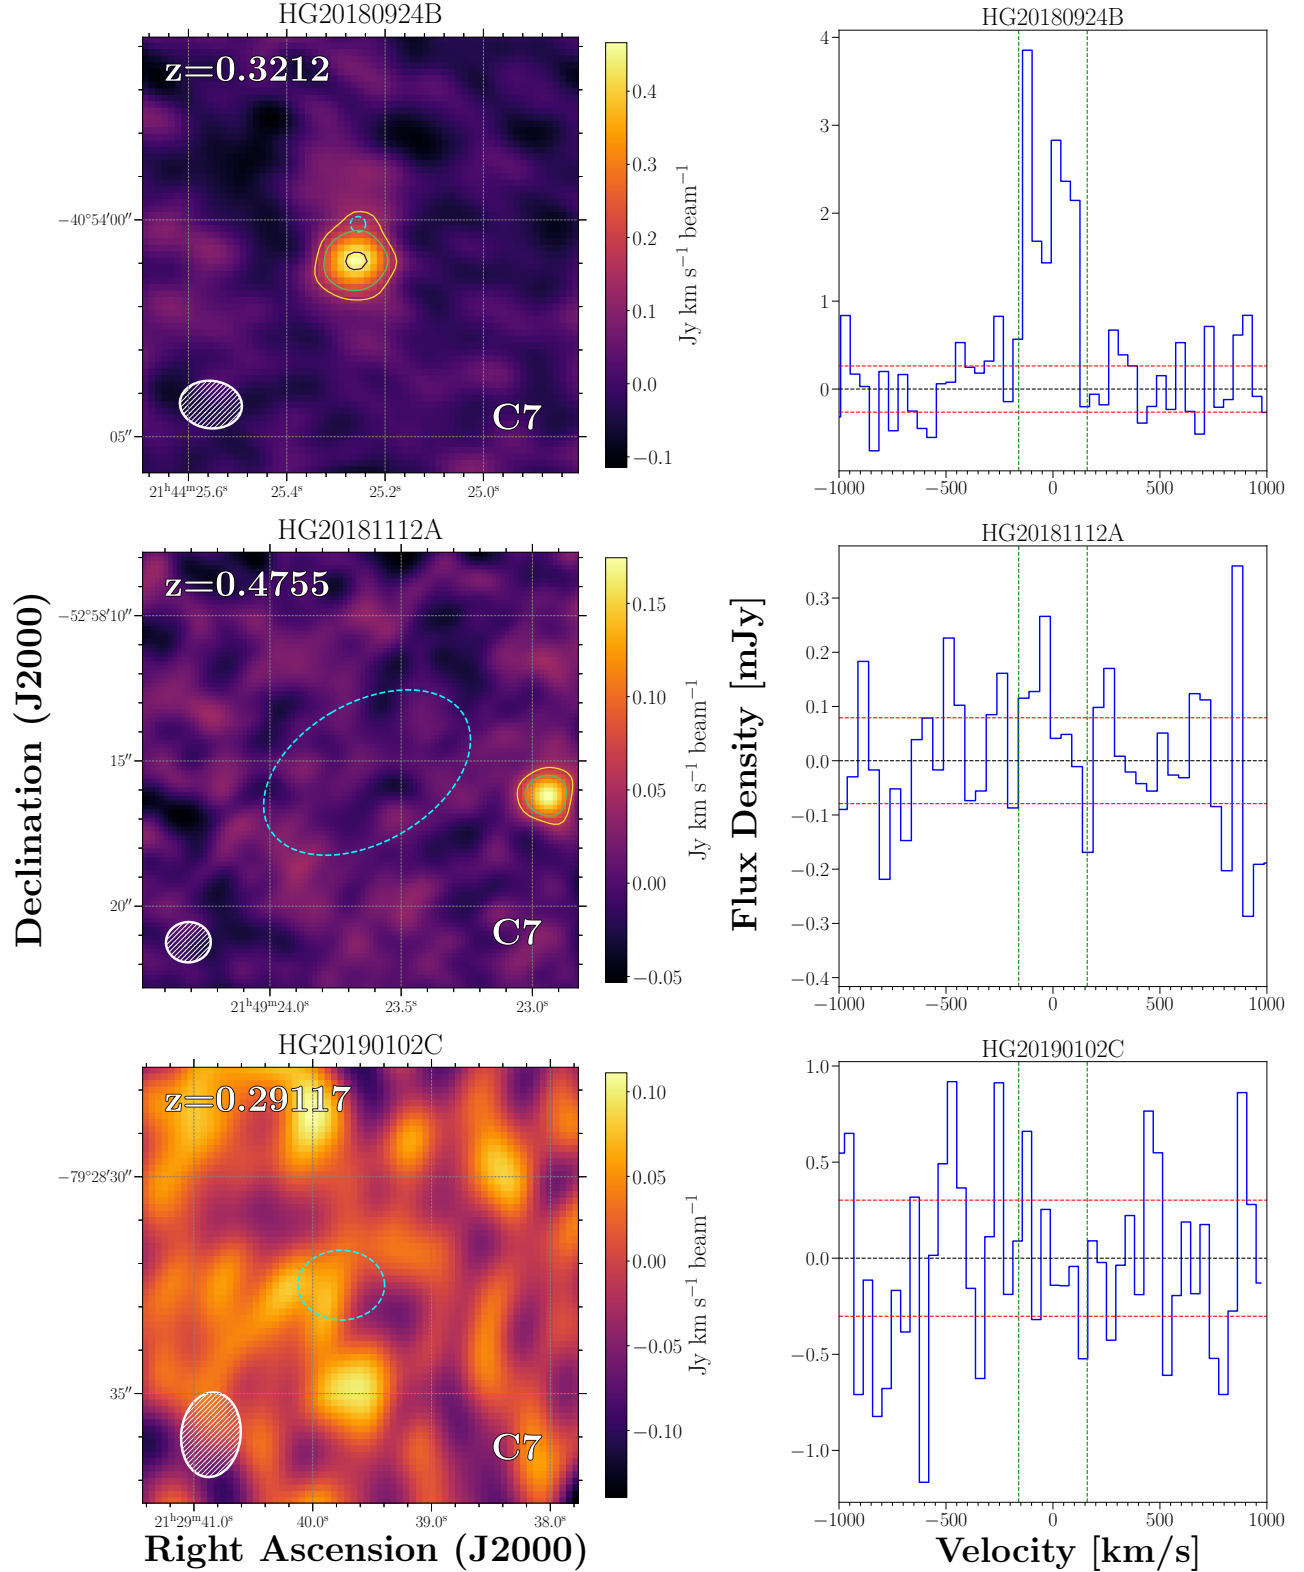 HG20180924B
z=0.3212
C7
−40°54′00″
05″
21ʰ44ᵐ25.6ˢ
25.4ˢ
25.2ˢ
25.0ˢ
0.4
0.3
0.2
0.1
0.0
−0.1
Jy km s⁻¹ beam⁻¹
HG20180924B
4
3
2
1
0
−1000
−500
0
500
1000
HG20181112A
z=0.4755
C7
−52°58′10″
15″
20″
21ʰ49ᵐ24.0ˢ
23.5ˢ
23.0ˢ
0.15
0.10
0.05
0.00
−0.05
Jy km s⁻¹ beam⁻¹
HG20181112A
0.3
0.2
0.1
0.0
−0.1
−0.2
−0.3
−0.4
−1000
−500
0
500
1000
HG20190102C
z=0.29117
C7
−79°28′30″
35″
21ʰ29ᵐ41.0ˢ
40.0ˢ
39.0ˢ
38.0ˢ
0.10
0.05
0.00
−0.05
−0.10
Jy km s⁻¹ beam⁻¹
HG20190102C
1.0
0.5
0.0
−0.5
−1.0
−1000
−500
0
500
1000
Declination (J2000)
Right Ascension (J2000)
Flux Density [mJy]
Velocity [km/s]